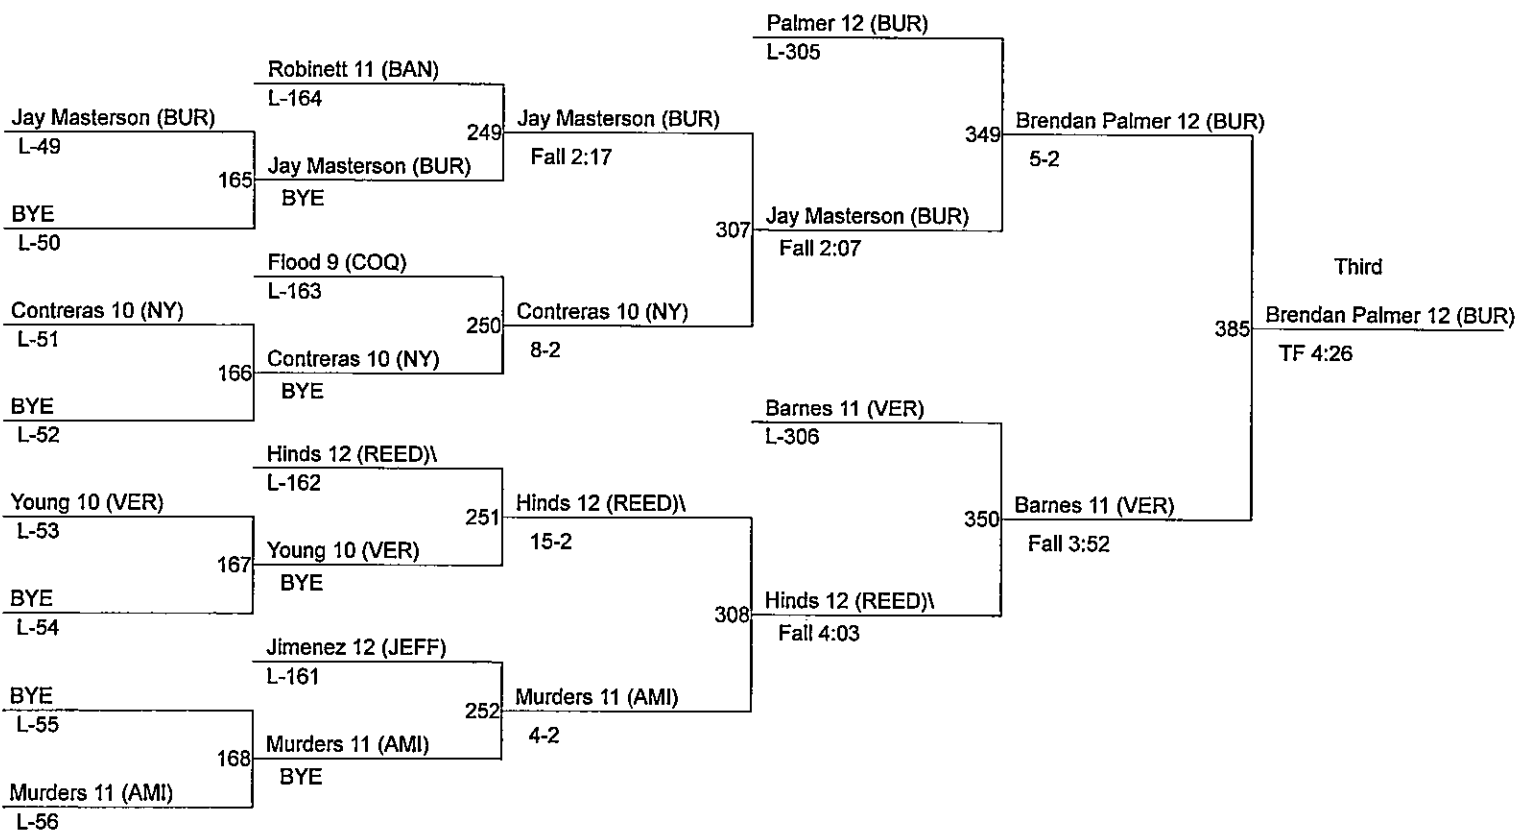 Palmer 12 (BUR)
L-305
Robinett 11 (BAN)
L-164
Jay Masterson (BUR)
L-49
249
Jay Masterson (BUR)
Fall 2:17
349
Brendan Palmer 12 (BUR)
5-2
165
Jay Masterson (BUR)
BYE
BYE
L-50
307
Jay Masterson (BUR)
Fall 2:07
Flood 9 (COQ)
L-163
Third
Contreras 10 (NY)
L-51
250
Contreras 10 (NY)
8-2
385
Brendan Palmer 12 (BUR)
TF 4:26
166
Contreras 10 (NY)
BYE
BYE
L-52
Barnes 11 (VER)
L-306
Hinds 12 (REED)\
L-162
Young 10 (VER)
L-53
251
Hinds 12 (REED)\
15-2
350
Barnes 11 (VER)
Fall 3:52
167
Young 10 (VER)
BYE
BYE
L-54
308
Hinds 12 (REED)\
Fall 4:03
Jimenez 12 (JEFF)
L-161
BYE
L-55
252
Murders 11 (AMI)
4-2
168
Murders 11 (AMI)
BYE
Murders 11 (AMI)
L-56